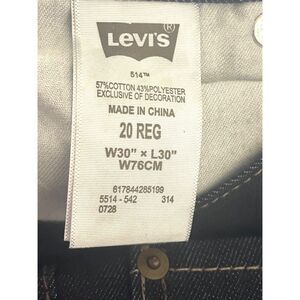 LEVI'S®
514™
57%COTTON 43%POLYESTER
EXCLUSIVE OF DECORATION
MADE IN CHINA
20 REG
W30" × L30"
W76CM
617844285199
5514 - 542 314
0728